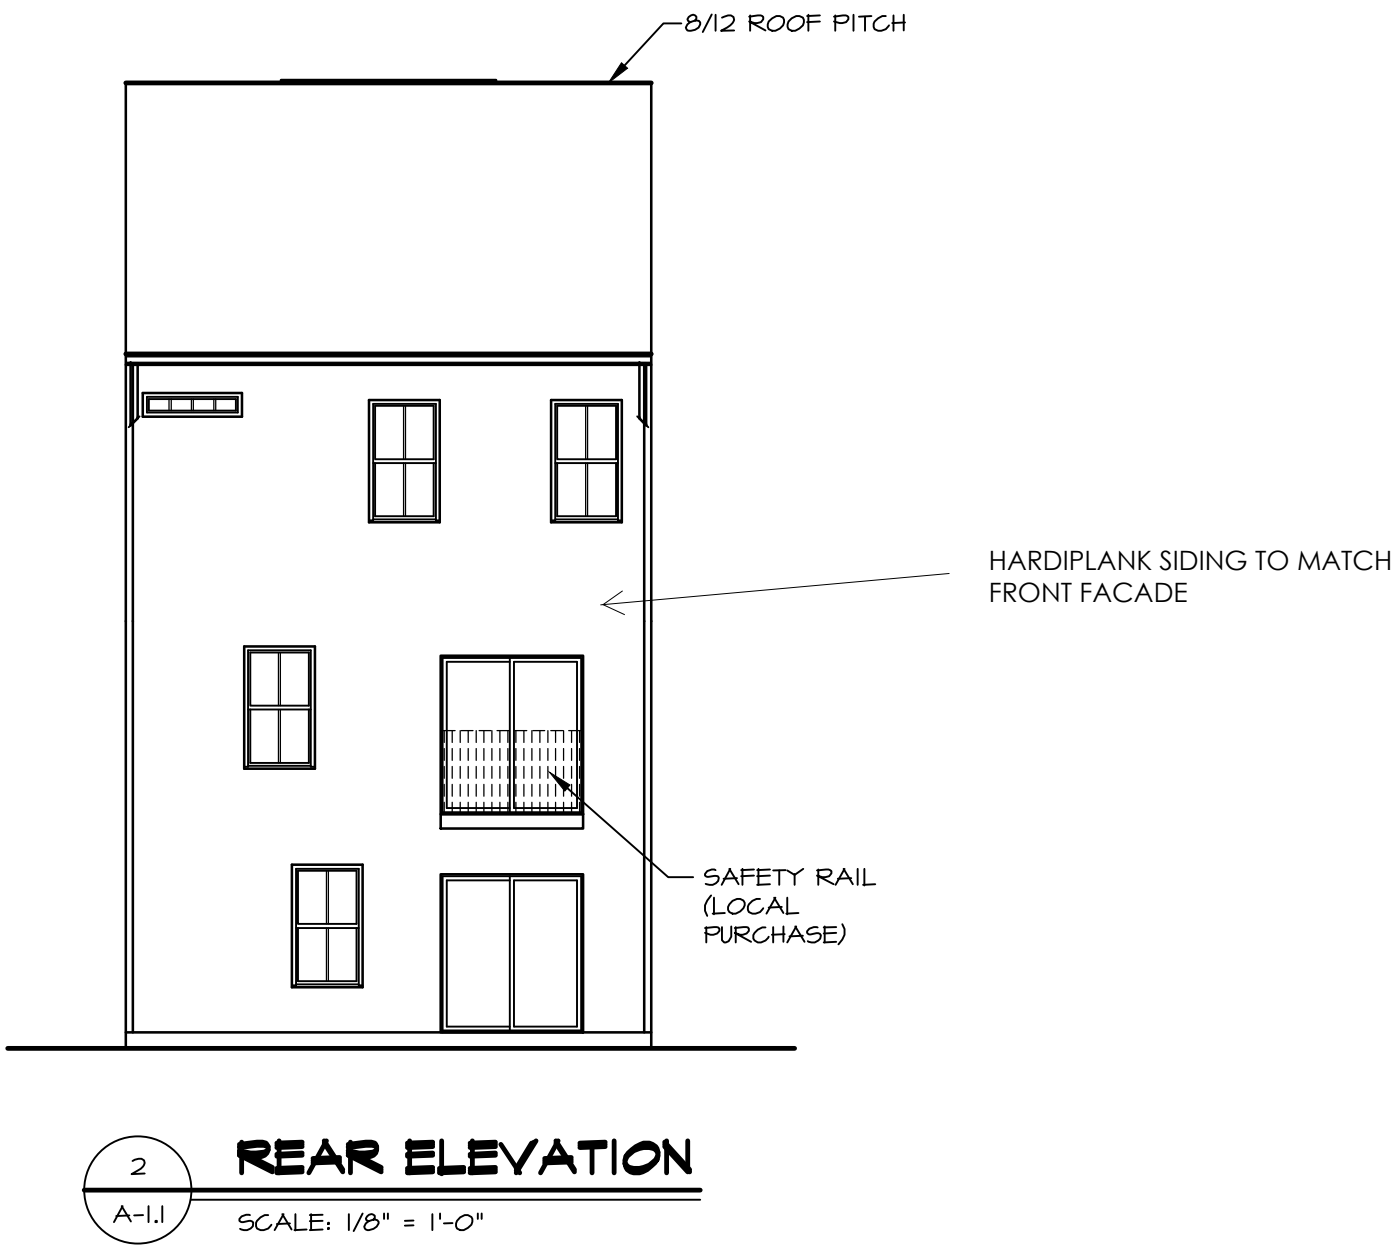 8/12 ROOF PITCH
HARDIPLANK SIDING TO MATCH
FRONT FACADE
SAFETY RAIL
(LOCAL
PURCHASE)
2
A-1.1
REAR ELEVATION
SCALE: 1/8" = 1'-0"